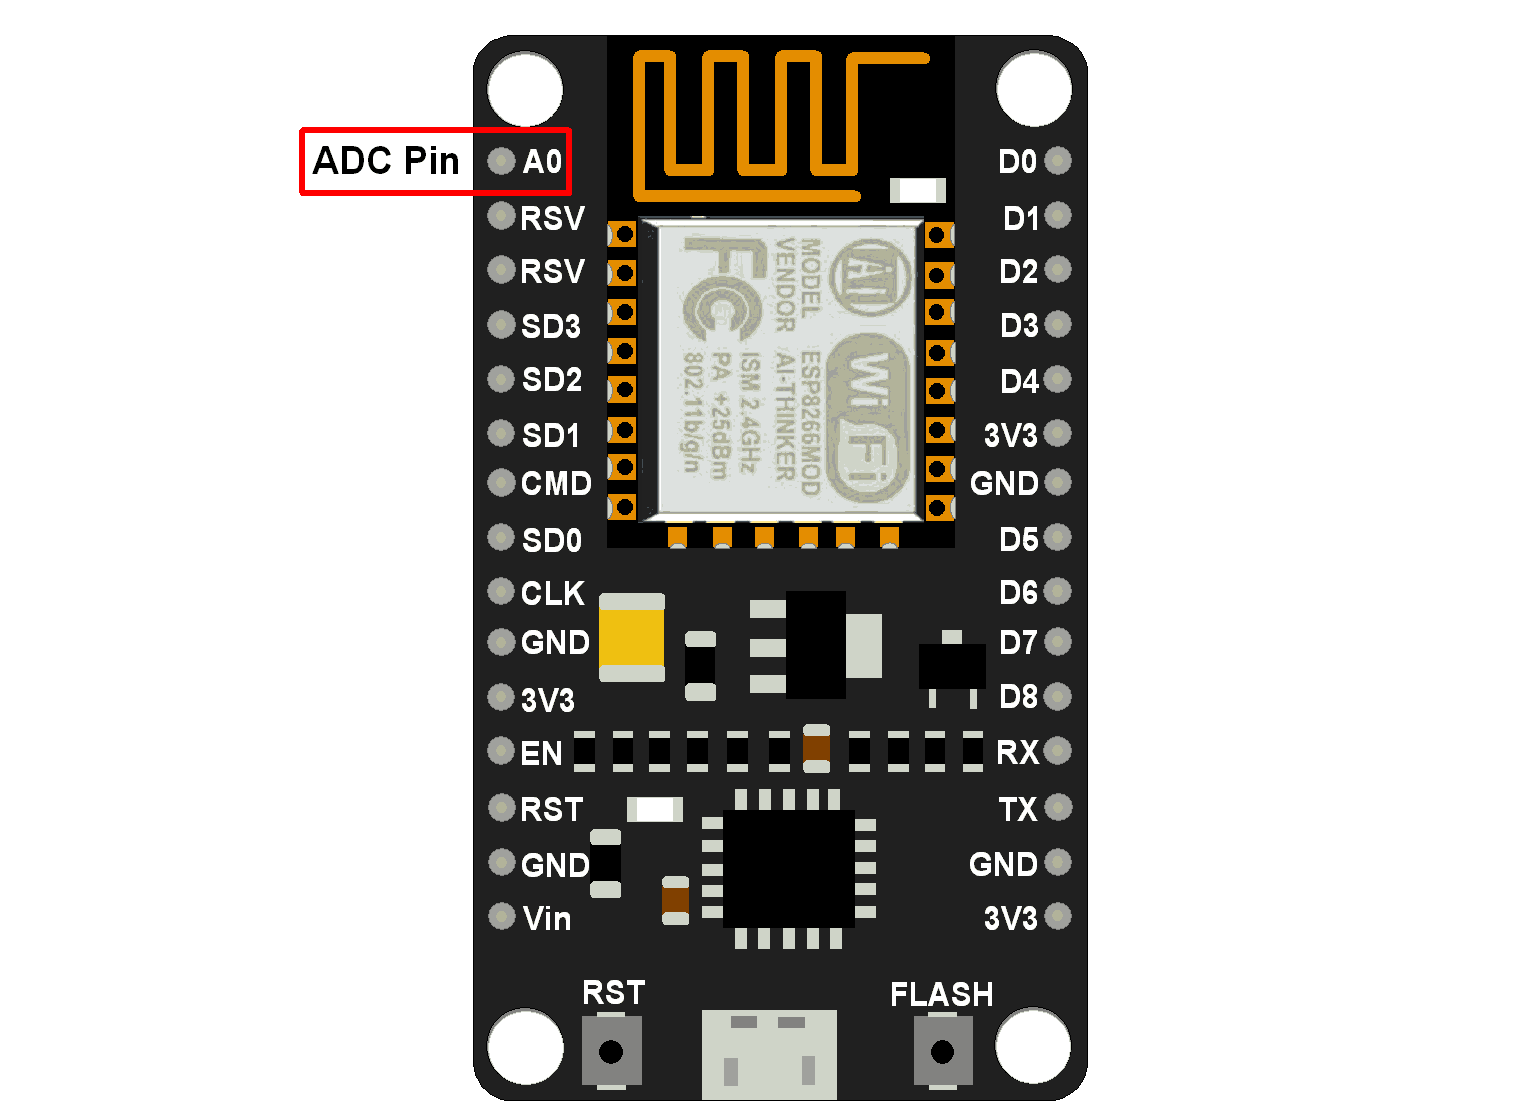 ADC Pin
A0
RSV
RSV
SD3
SD2
SD1
CMD
SD0
CLK
GND
3V3
EN
RST
GND
Vin
D0
D1
D2
D3
D4
3V3
GND
D5
D6
D7
D8
RX
TX
GND
3V3
AI
WiFi
MODEL ESP8266MOD
VENDOR AI-THINKER
ISM 2.4GHz
PA +25dBm
802.11b/g/n
FC
RST
FLASH